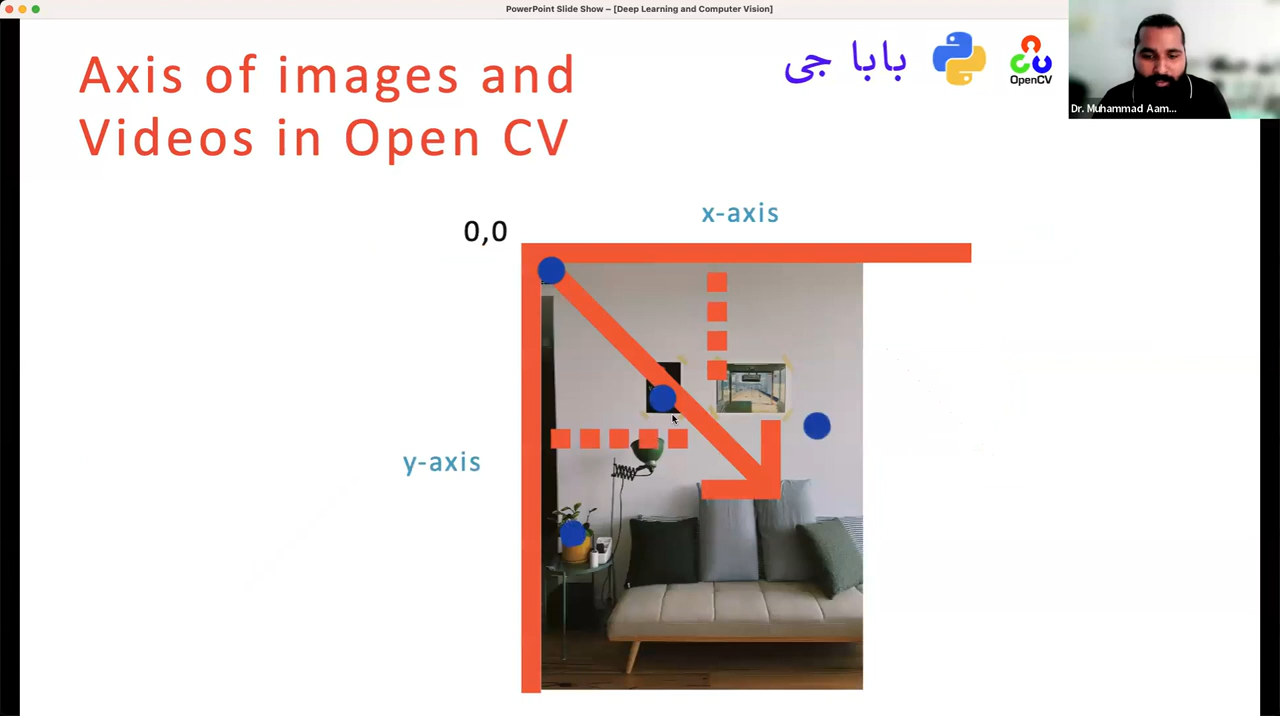 PowerPoint Slide Show – [Deep Learning and Computer Vision]
Axis of images and
Videos in Open CV
بابا جی
OpenCV
Dr. Muhammad Aam...
x-axis
0,0
y-axis